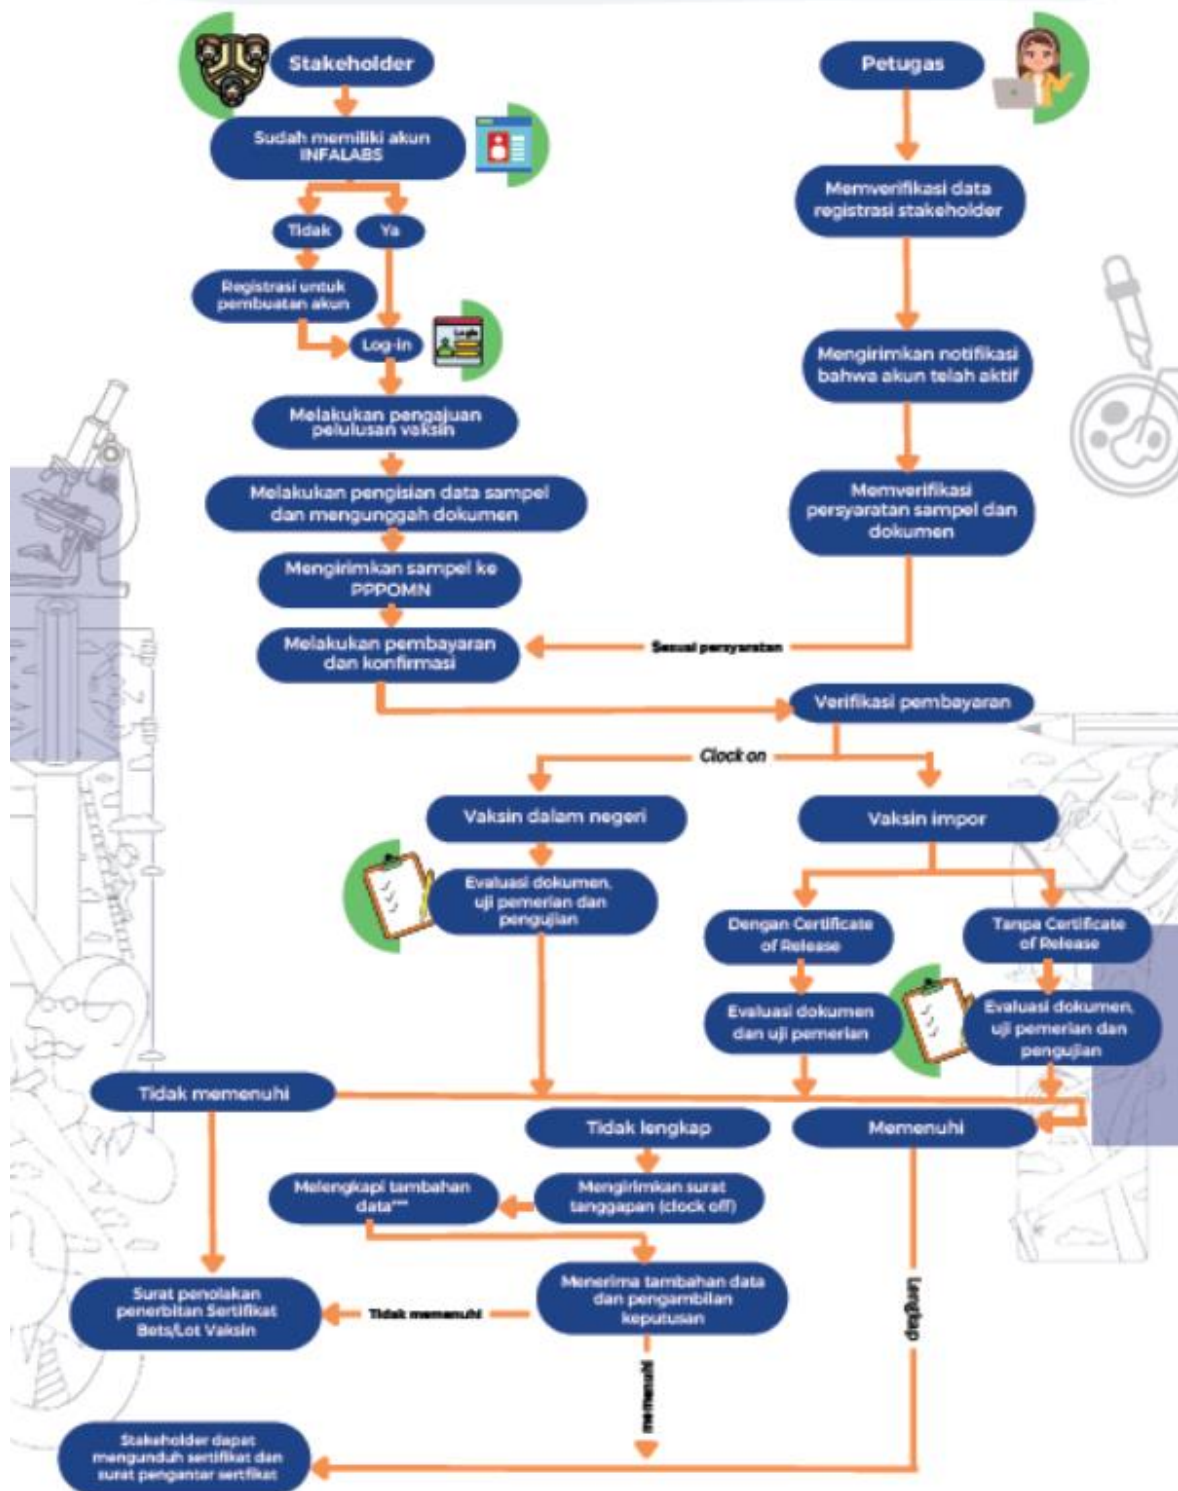 Stakeholder
Petugas
Sudah memiliki akun
INFALABS
Tidak
Ya
Registrasi untuk
pembuatan akun
Log-in
Login
Melakukan pengajuan
pelulusan vaksin
Melakukan pengisian data sampel
dan mengunggah dokumen
Mengirimkan sampel ke
PPPOMN
Melakukan pembayaran
dan konfirmasi
Memverifikasi data
registrasi stakeholder
Mengirimkan notifikasi
bahwa akun telah aktif
Memverifikasi
persyaratan sampel dan
dokumen
Sesuai persyaratan
Verifikasi pembayaran
Clock on
Vaksin dalam negeri
Vaksin impor
Evaluasi dokumen,
uji pemerian dan
pengujian
Dengan Certificate
of Release
Tanpa Certificate
of Release
Evaluasi dokumen
dan uji pemerian
Evaluasi dokumen,
uji pemerian dan
pengujian
Tidak memenuhi
Tidak lengkap
Memenuhi
Melengkapi tambahan
data***
Mengirimkan surat
tanggapan (clock off)
Surat penolakan
penerbitan Sertifikat
Bets/Lot Vaksin
Tidak memenuhi
Menerima tambahan data
dan pengambilan
keputusan
Lengkap
memenuhi
Stakeholder dapat
mengunduh sertifikat dan
surat pengantar sertfikat